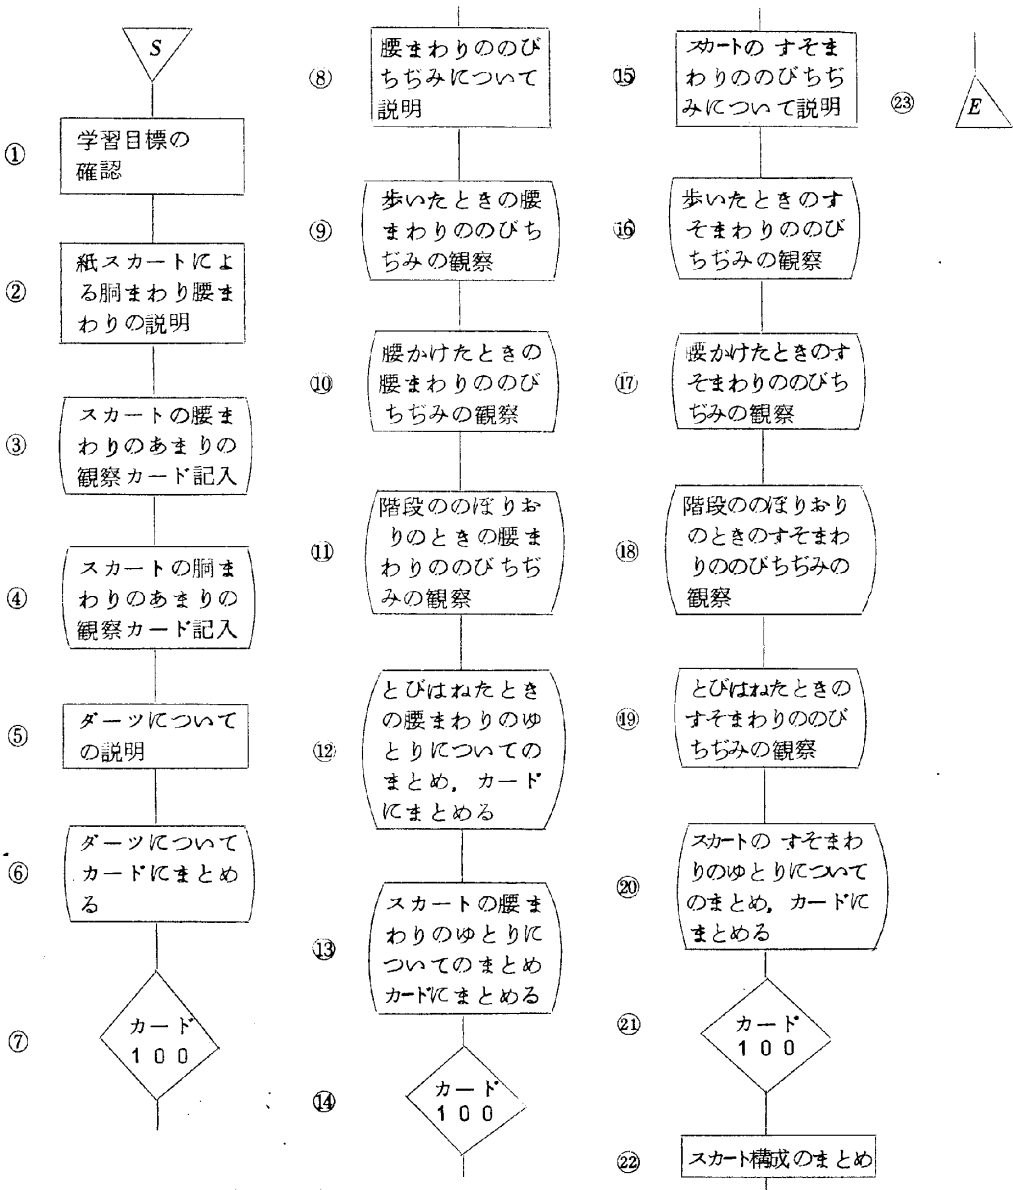 S
①
学習目標の
確認
②
紙スカートによ
る胴まわり腰ま
わりの説明
③
スカートの腰ま
わりのあまりの
観察カード記入
④
スカートの胴ま
わりのあまりの
観察カード記入
⑤
ダーツについて
の説明
⑥
ダーツについて
カードにまとめ
る
⑦
カード
100
⑧
腰まわりののび
ちぢみについて
説明
⑨
歩いたときの腰
まわりののびち
ぢみの観察
⑩
腰かけたときの
腰まわりののび
ちぢみの観察
⑪
階段ののぼりお
りのときの腰ま
わりののびちぢ
みの観察
⑫
とびはねたとき
の腰まわりのゆ
とりについての
まとめ，カード
にまとめる
⑬
スカートの腰ま
わりのゆとりに
ついてのまとめ
カードにまとめる
⑭
カード
100
⑮
スカートの すそま
わりののびちぢ
みについて説明
⑯
歩いたときのす
そまわりののび
ちぢみの観察
⑰
腰かけたときのす
そまわりののびち
ぢみの観察
⑱
階段ののぼりおり
のときのすそまわ
りののびちぢみの
観察
⑲
とびはねたときの
すそまわりののび
ちぢみの観察
⑳
スカートの すそまわ
りのゆとりについて
のまとめ，カードに
まとめる
㉑
カード
100
㉒
スカート構成のまとめ
㉓
E